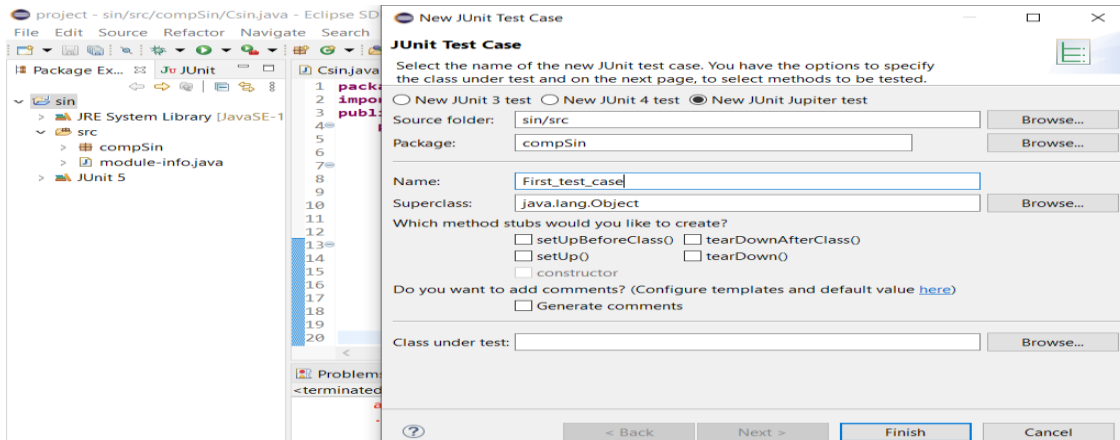 project - sin/src/compSin/Csin.java - Eclipse SD
File Edit Source Refactor Navigate Search
Package Ex...
JUnit
sin
JRE System Library [JavaSE-1
src
compSin
module-info.java
JUnit 5
Csin.java
1 packa
2 impor
3 publi
4
5
6
7
8
9
10
11
12
13
14
15
16
17
18
19
20
Problem
<terminated
New JUnit Test Case
JUnit Test Case
Select the name of the new JUnit test case. You have the options to specify
the class under test and on the next page, to select methods to be tested.
New JUnit 3 test New JUnit 4 test New JUnit Jupiter test
Source folder: sin/src Browse...
Package: compSin Browse...
Name: First_test_case
Superclass: java.lang.Object Browse...
Which method stubs would you like to create?
setUpBeforeClass() tearDownAfterClass()
setUp() tearDown()
constructor
Do you want to add comments? (Configure templates and default value here)
Generate comments
Class under test: Browse...
? < Back Next > Finish Cancel